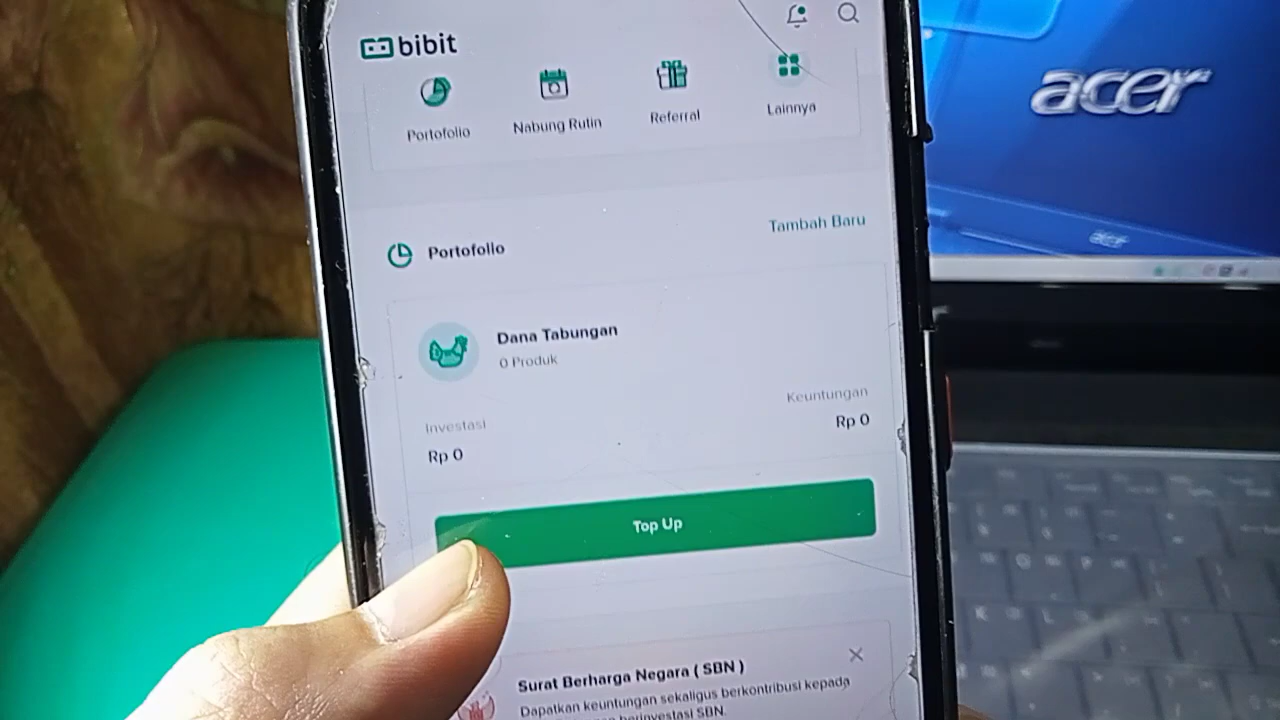 bibit
Portofolio
Nabung Rutin
Referral
Lainnya
Portofolio
Tambah Baru
Dana Tabungan
0 Produk
Investasi
Rp 0
Keuntungan
Rp 0
Top Up
Surat Berharga Negara ( SBN )
Dapatkan keuntungan sekaligus berkontribusi kepada
berinvestasi SBN.
acer
acer